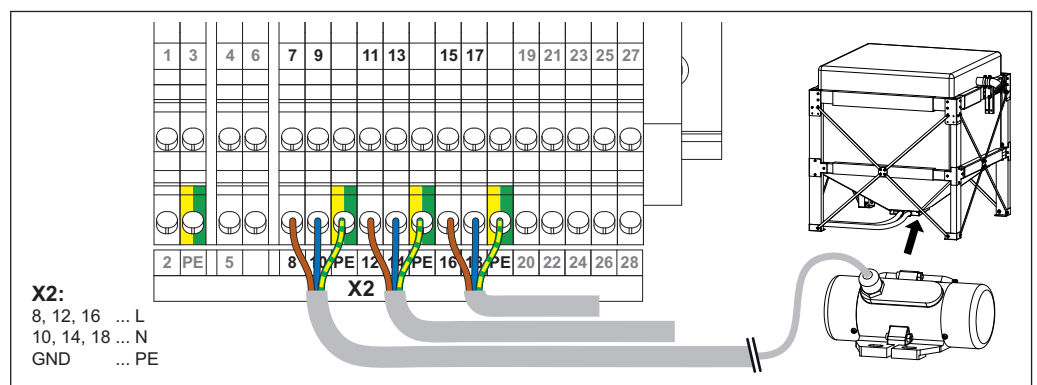 1 3 4 6 7 9 11 13 15 17 19 21 23 25 27
2 PE 5 8 10 PE 12 14 PE 16 18 PE 20 22 24 26 28
X2
X2:
8, 12, 16 ... L
10, 14, 18 ... N
GND ... PE